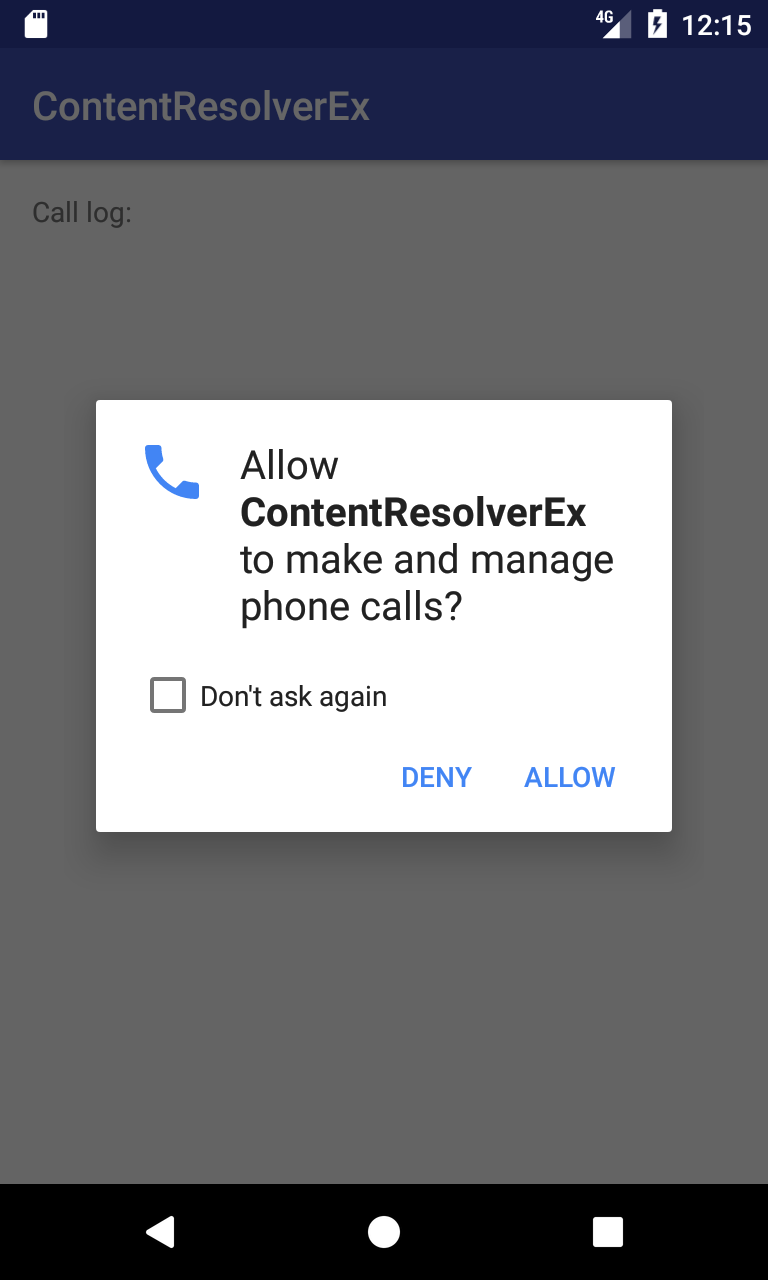 4G 12:15
ContentResolverEx
Call log:
Allow
ContentResolverEx
to make and manage
phone calls?
Don't ask again
DENY ALLOW